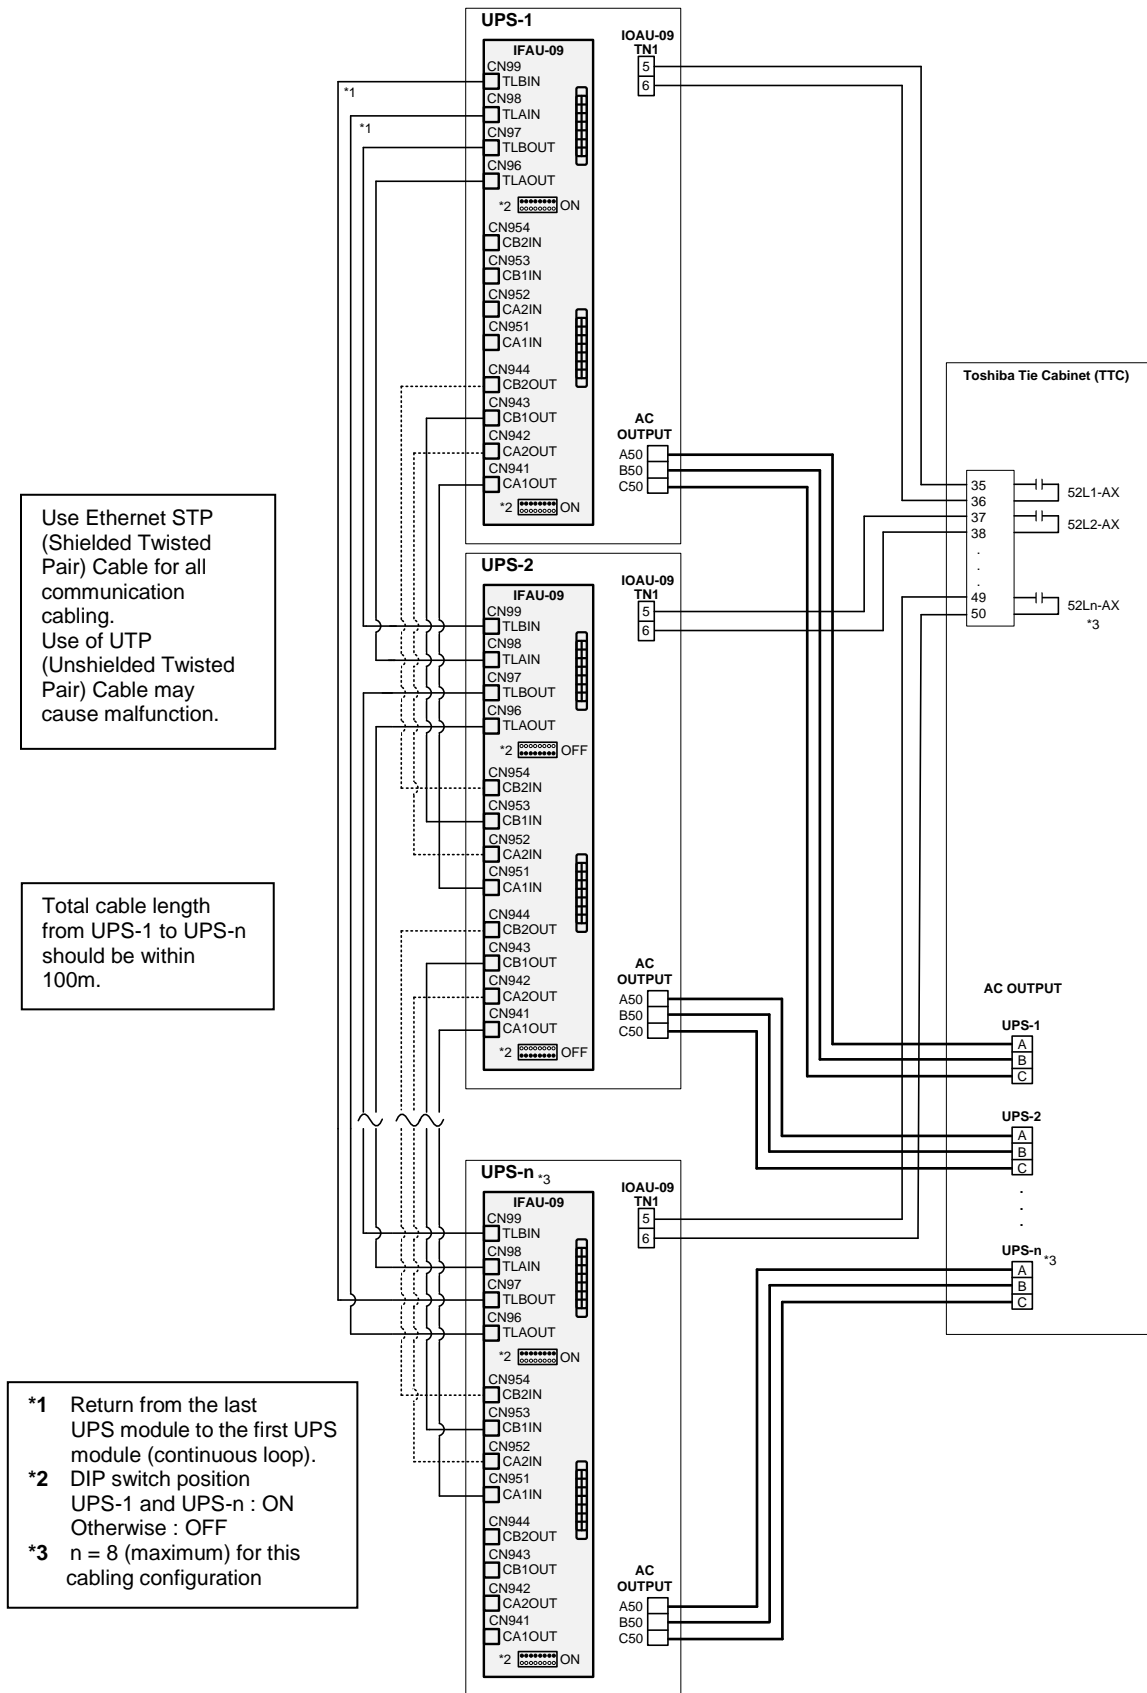 UPS-1
IFAU-09
IOAU-09
TN1
CN99
TLBIN
5
6
*1
CN98
TLAIN
*1
CN97
TLBOUT
CN96
TLAOUT
*2 ON
CN954
CB2IN
CN953
CB1IN
CN952
CA2IN
CN951
CA1IN
CN944
CB2OUT
CN943
CB1OUT
CN942
CA2OUT
CN941
CA1OUT
*2 ON
AC
OUTPUT
A50
B50
C50
Toshiba Tie Cabinet (TTC)
35
36
37
38
.
.
.
49
50
52L1-AX
52L2-AX
52Ln-AX
*3
Use Ethernet STP
(Shielded Twisted
Pair) Cable for all
communication
cabling.
Use of UTP
(Unshielded Twisted
Pair) Cable may
cause malfunction.
UPS-2
IFAU-09
IOAU-09
TN1
CN99
TLBIN
5
6
CN98
TLAIN
CN97
TLBOUT
CN96
TLAOUT
*2 OFF
CN954
CB2IN
CN953
CB1IN
CN952
CA2IN
CN951
CA1IN
CN944
CB2OUT
CN943
CB1OUT
CN942
CA2OUT
CN941
CA1OUT
*2 OFF
AC
OUTPUT
A50
B50
C50
Total cable length
from UPS-1 to UPS-n
should be within
100m.
AC OUTPUT
UPS-1
A
B
C
UPS-2
A
B
C
.
.
.
UPS-n *3
A
B
C
UPS-n *3
IFAU-09
IOAU-09
TN1
CN99
TLBIN
5
6
CN98
TLAIN
CN97
TLBOUT
CN96
TLAOUT
*2 ON
CN954
CB2IN
CN953
CB1IN
CN952
CA2IN
CN951
CA1IN
CN944
CB2OUT
CN943
CB1OUT
CN942
CA2OUT
CN941
CA1OUT
*2 ON
AC
OUTPUT
A50
B50
C50
*1 Return from the last
UPS module to the first UPS
module (continuous loop).
*2 DIP switch position
UPS-1 and UPS-n : ON
Otherwise : OFF
*3 n = 8 (maximum) for this
cabling configuration